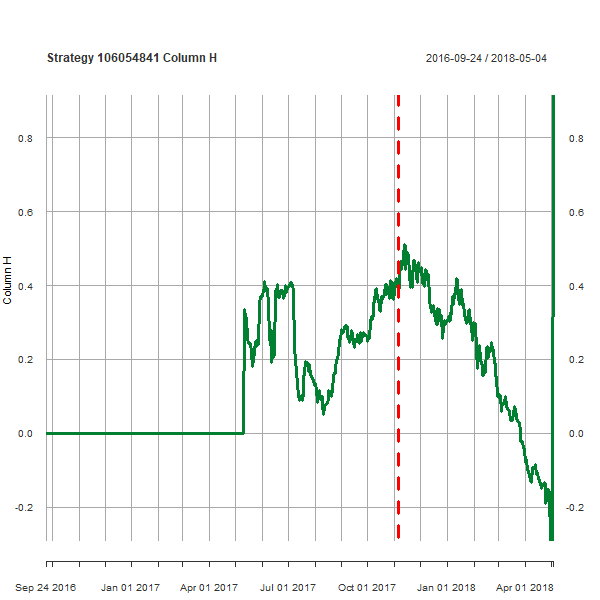 Strategy 106054841 Column H 2016-09-24 / 2018-05-04
0.8 0.8
0.6 0.6
0.4 0.4
Column H
0.2 0.2
0.0 0.0
-0.2 -0.2
Sep 24 2016 Jan 01 2017 Apr 01 2017 Jul 01 2017 Oct 01 2017 Jan 01 2018 Apr 01 2018